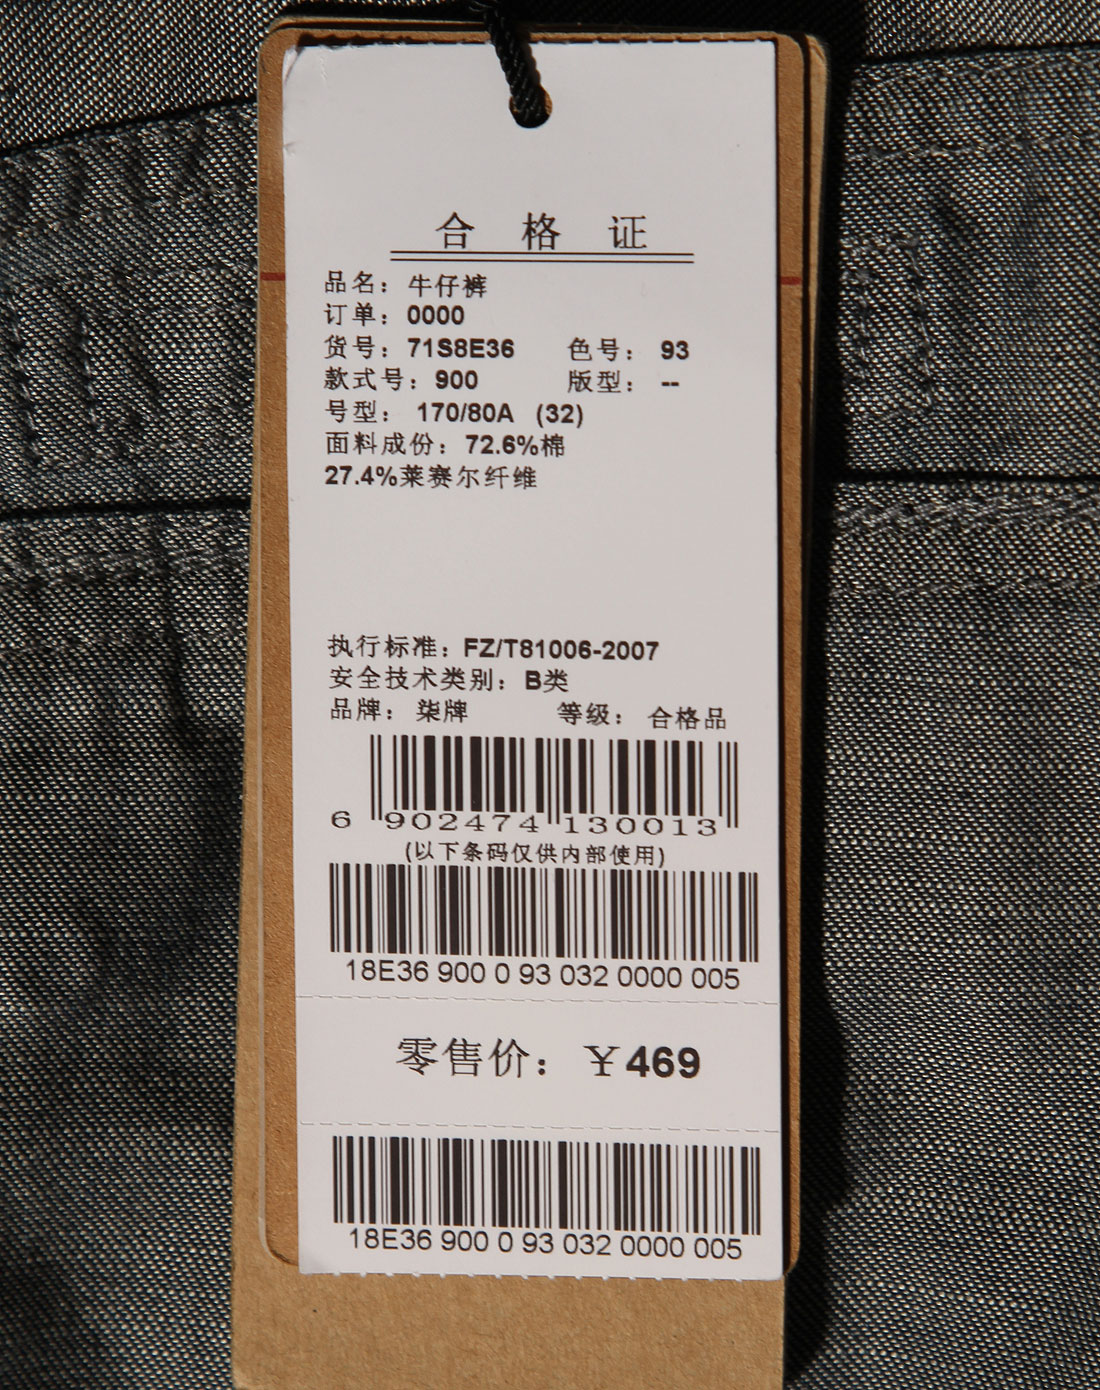 合格证
品名：牛仔裤
订单：0000
货号：71S8E36 色号：93
款式号：900 版型：--
号型：170/80A (32)
面料成份：72.6%棉
27.4%莱赛尔纤维
执行标准：FZ/T81006-2007
安全技术类别：B类
品牌：柒牌 等级：合格品
6 902474 130013
(以下条码仅供内部使用)
18E36 900 0 93 032 0000 005
零售价：￥469
18E36 900 0 93 032 0000 005